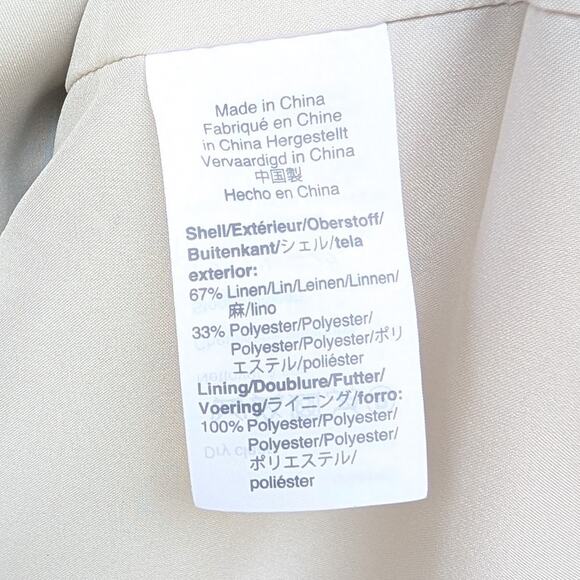 Made in China
Fabriqué en Chine
in China Hergestellt
Vervaardigd in China
中国製
Hecho en China
Shell/Extérieur/Oberstoff/
Buitenkant/シェル/tela
exterior:
67% Linen/Lin/Leinen/Linnen/
麻/lino
33% Polyester/Polyester/
Polyester/Polyester/ポリ
エステル/poliéster
Lining/Doublure/Futter/
Voering/ライニング/forro:
100% Polyester/Polyester/
Polyester/Polyester/
ポリエステル/
poliéster